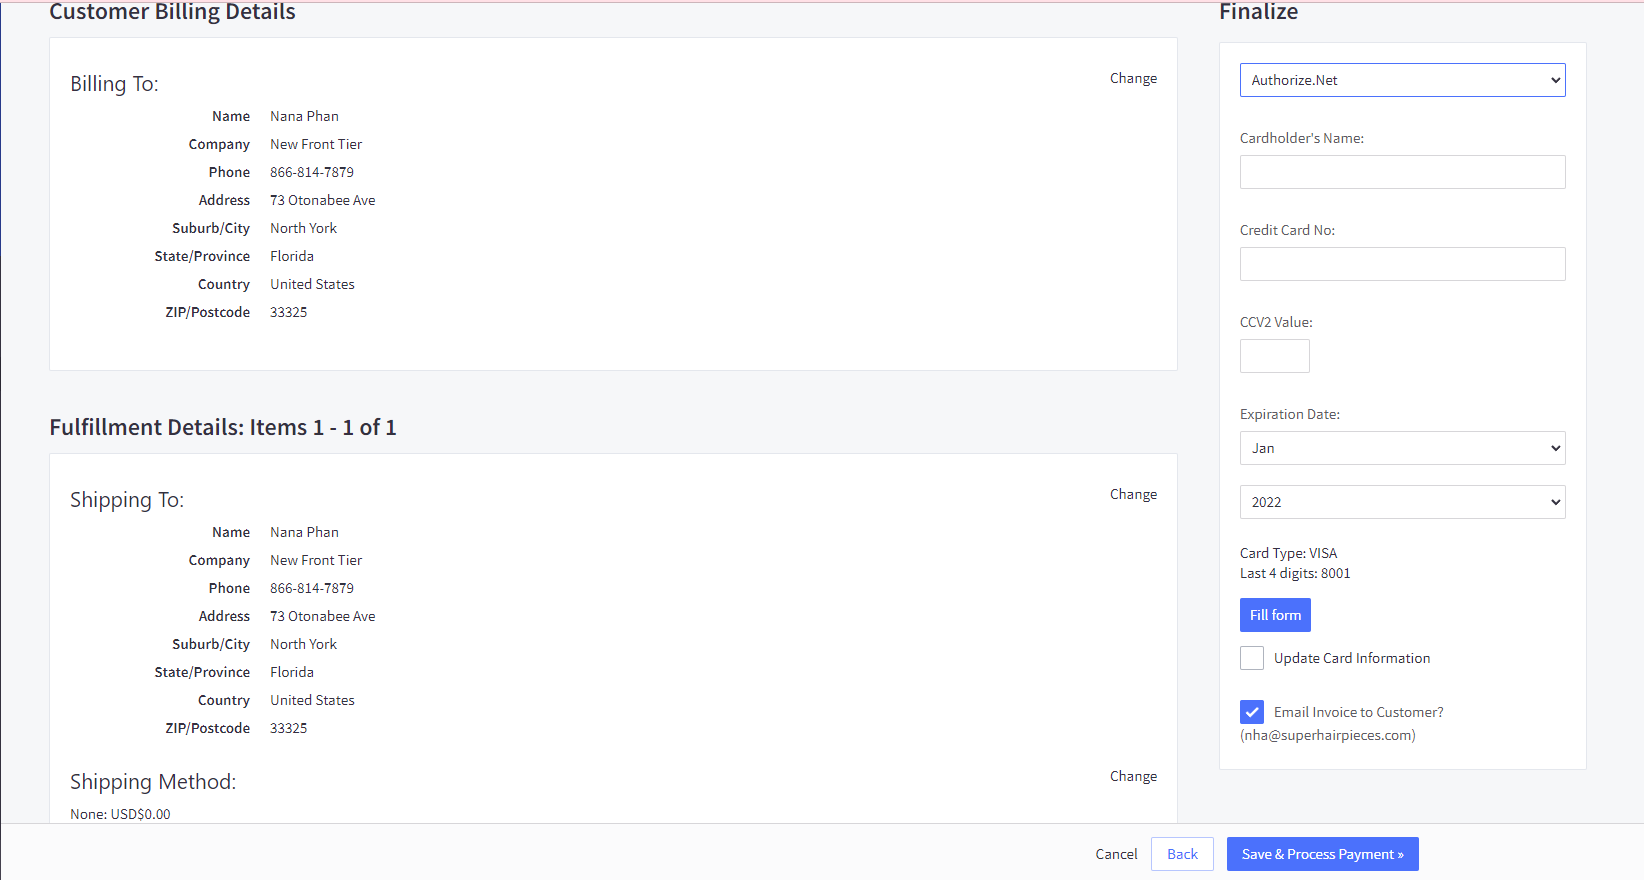 Customer Billing Details
Billing To:
Change
Name Nana Phan
Company New Front Tier
Phone 866-814-7879
Address 73 Otonabee Ave
Suburb/City North York
State/Province Florida
Country United States
ZIP/Postcode 33325
Fulfillment Details: Items 1 - 1 of 1
Shipping To:
Change
Name Nana Phan
Company New Front Tier
Phone 866-814-7879
Address 73 Otonabee Ave
Suburb/City North York
State/Province Florida
Country United States
ZIP/Postcode 33325
Shipping Method:
Change
None: USD$0.00
Finalize
Authorize.Net
Cardholder's Name:
Credit Card No:
CCV2 Value:
Expiration Date:
Jan
2022
Card Type: VISA
Last 4 digits: 8001
Fill form
Update Card Information
Email Invoice to Customer?
(nha@superhairpieces.com)
Cancel
Back
Save & Process Payment »